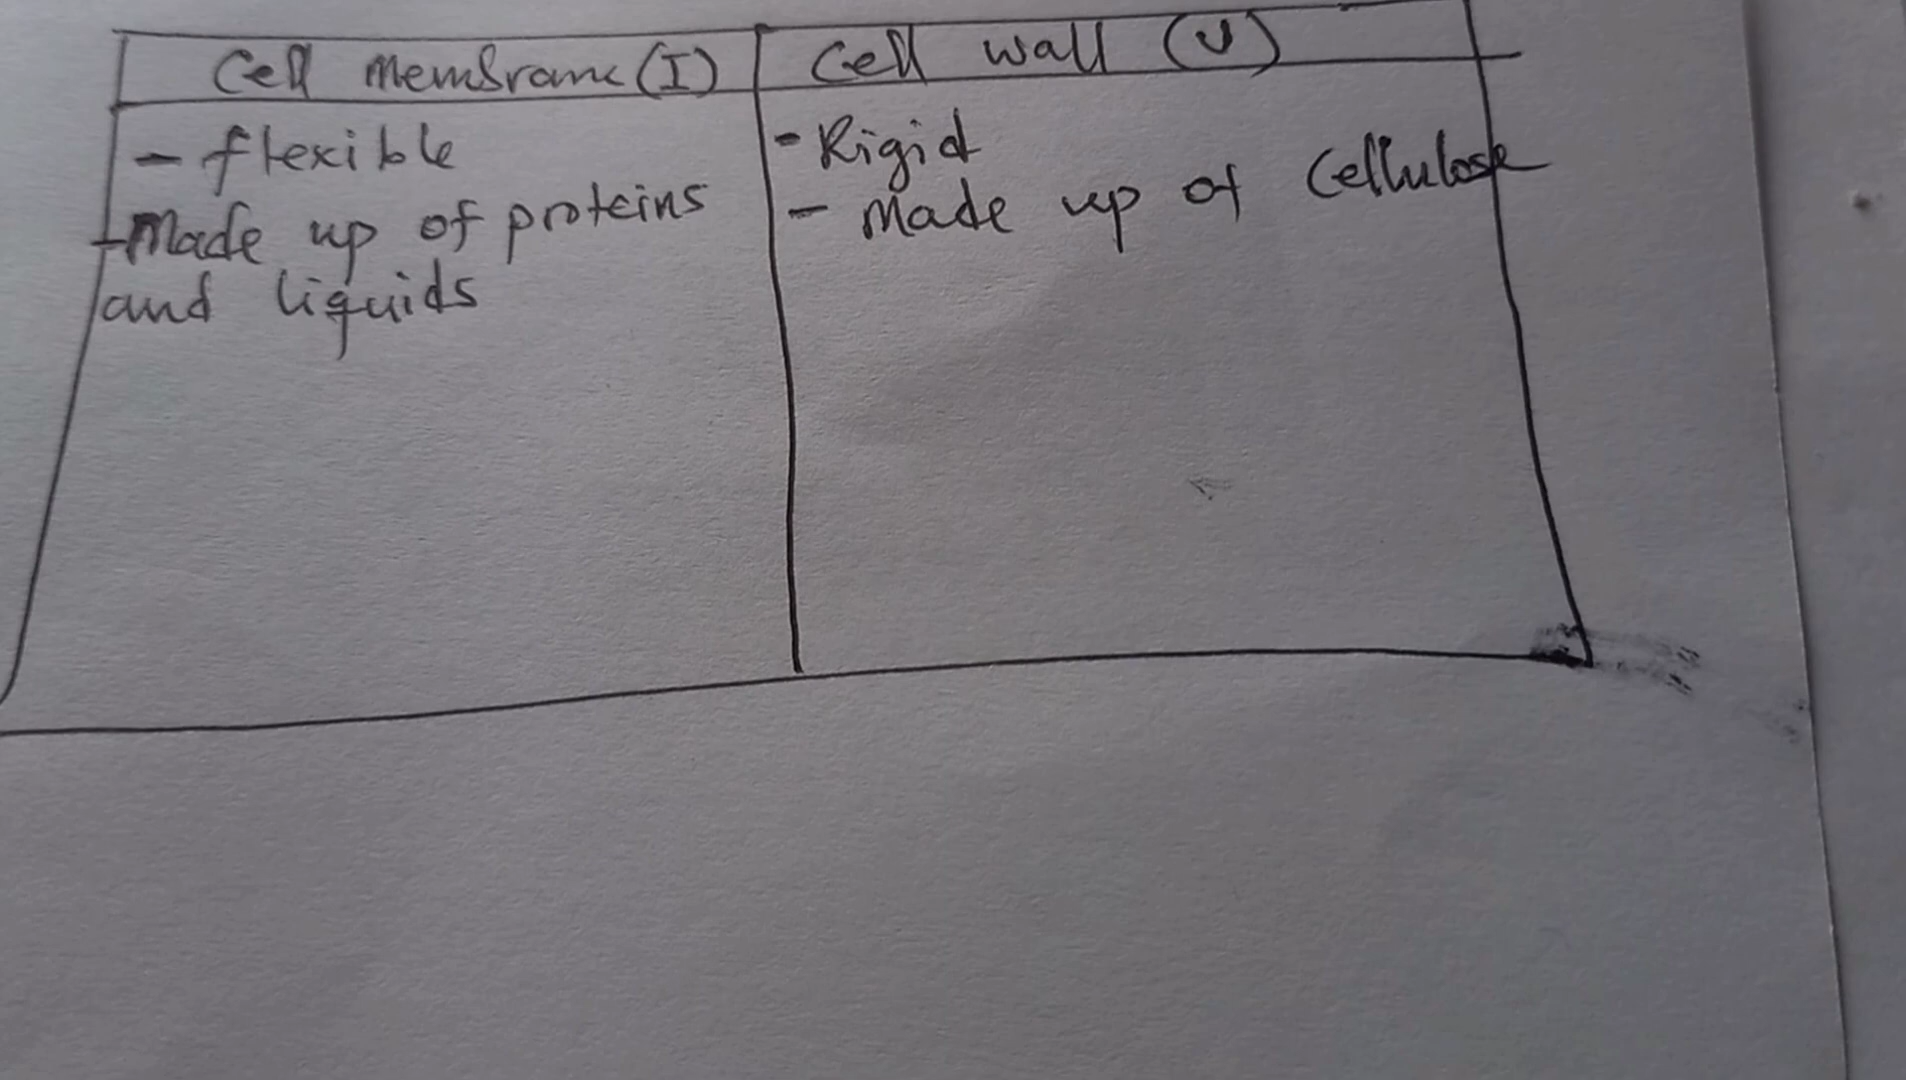 Cell membrane (I)
Cell wall (U)
- flexible
- Made up of proteins
and liquids
- Rigid
- Made up of Cellulose